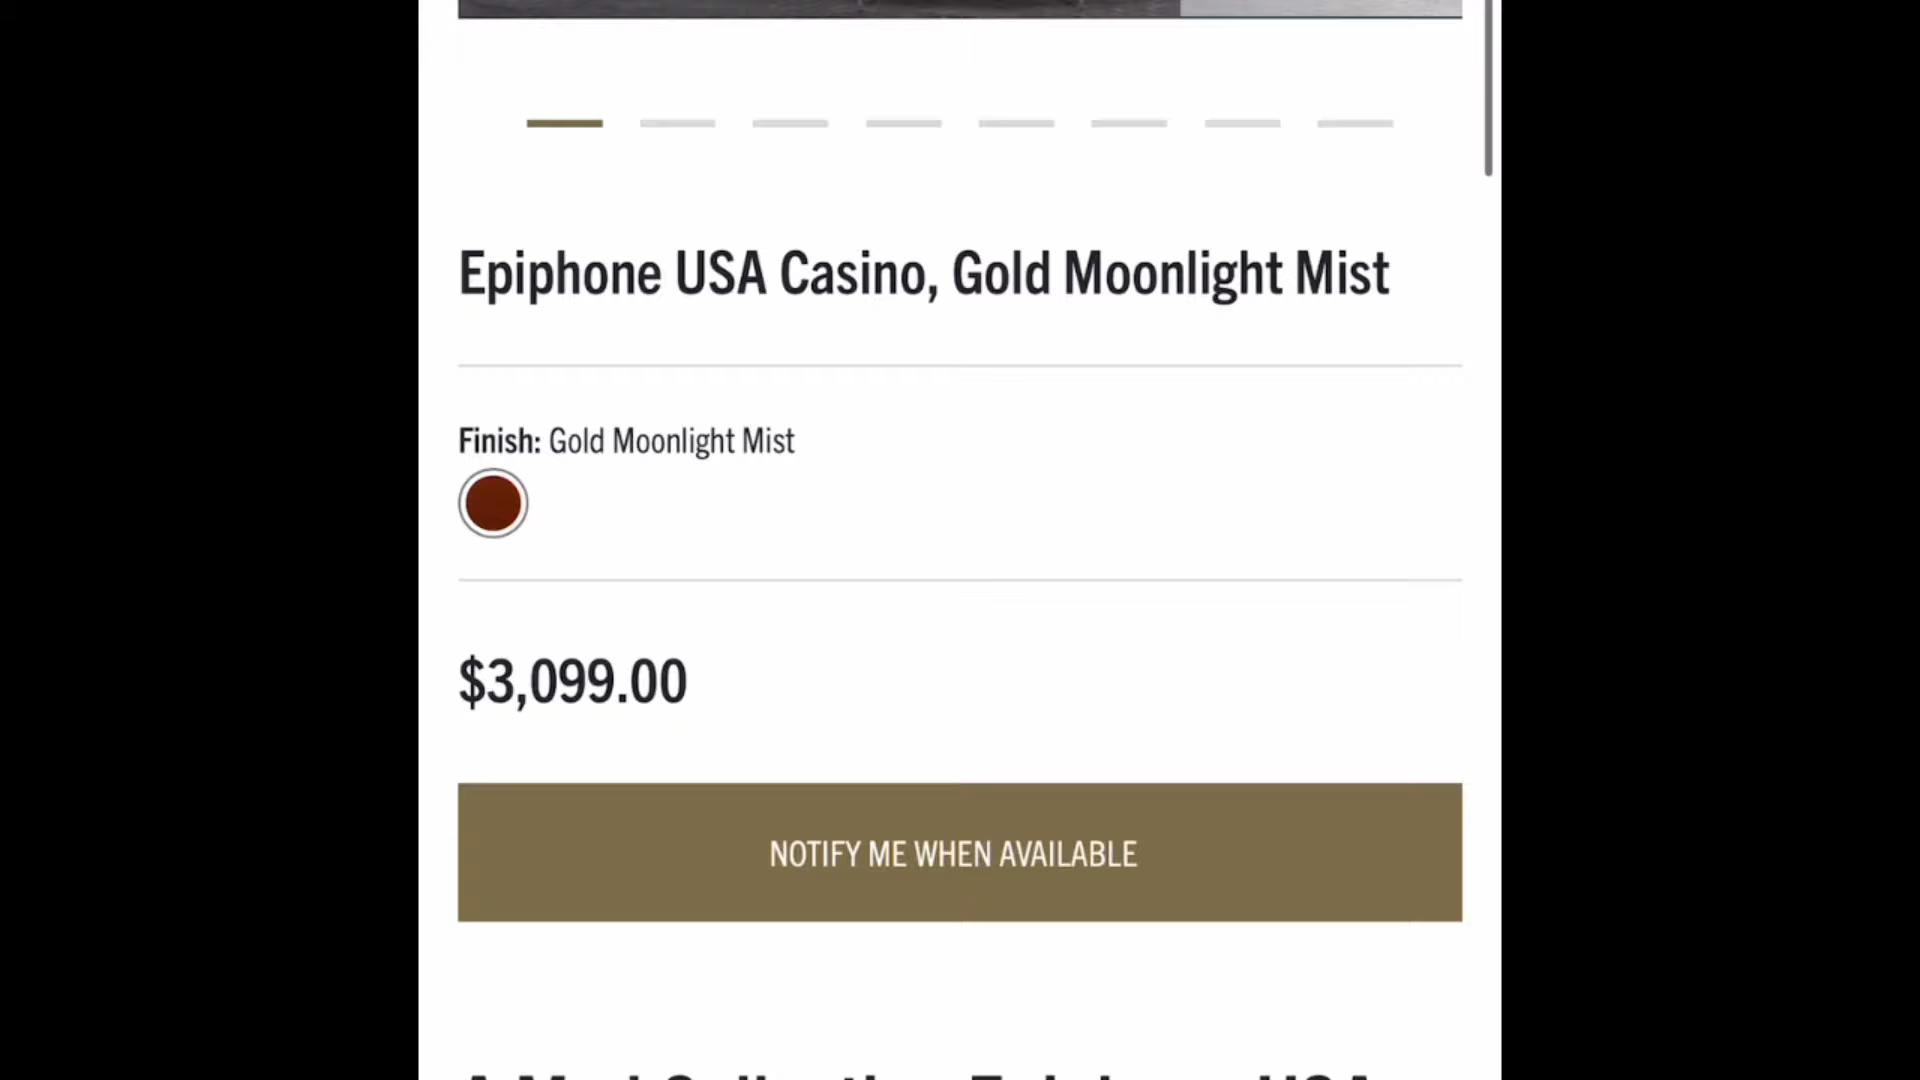 Epiphone USA Casino, Gold Moonlight Mist
Finish: Gold Moonlight Mist
$3,099.00
NOTIFY ME WHEN AVAILABLE